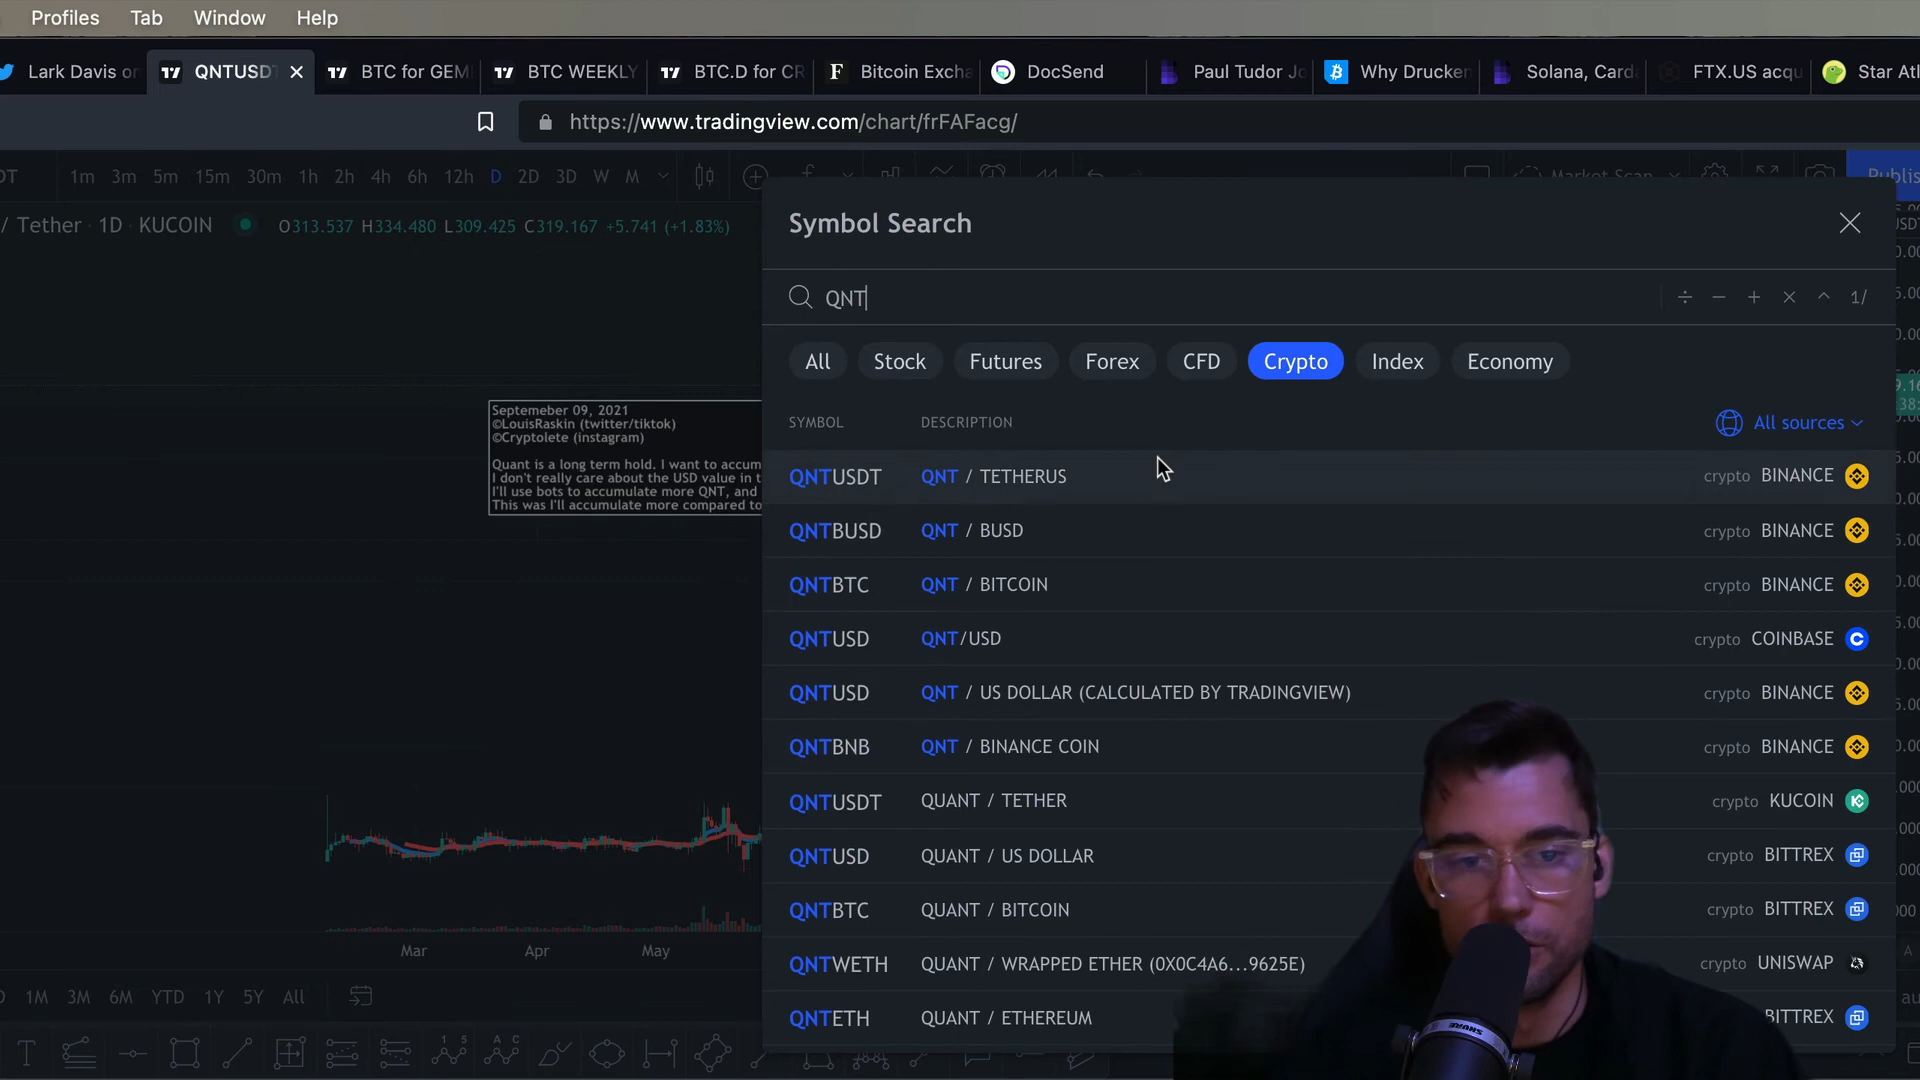 Profiles Tab Window Help
Lark Davis on QNTUSDT BTC for GEM BTC WEEKLY BTC.D for CR Bitcoin Excha DocSend Paul Tudor Jo Why Drucken Solana, Card FTX.US acqu Star Atl
https://www.tradingview.com/chart/frFAFacg/
DT 1m 3m 5m 15m 30m 1h 2h 4h 6h 12h D 2D 3D W M Market Scan Publis
/ Tether · 1D · KUCOIN O313.537 H334.480 L309.425 C319.167 +5.741 (+1.83%)
Symbol Search
QNT
1/
All Stock Futures Forex CFD Crypto Index Economy
SYMBOL DESCRIPTION All sources
QNTUSDT QNT / TETHERUS crypto BINANCE
QNTBUSD QNT / BUSD crypto BINANCE
QNTBTC QNT / BITCOIN crypto BINANCE
QNTUSD QNT/USD crypto COINBASE
QNTUSD QNT / US DOLLAR (CALCULATED BY TRADINGVIEW) crypto BINANCE
QNTBNB QNT / BINANCE COIN crypto BINANCE
QNTUSDT QUANT / TETHER crypto KUCOIN
QNTUSD QUANT / US DOLLAR crypto BITTREX
QNTBTC QUANT / BITCOIN crypto BITTREX
QNTWETH QUANT / WRAPPED ETHER (0X0C4A6...9625E) crypto UNISWAP
QNTETH QUANT / ETHEREUM BITTREX
Septemeber 09, 2021
©LouisRaskin (twitter/tiktok)
©Cryptolete (instagram)
Quant is a long term hold. I want to accum
I don't really care about the USD value in t
I'll use bots to accumulate more QNT, and
This was I'll accumulate more compared to
Mar Apr May
1M 3M 6M YTD 1Y 5Y All